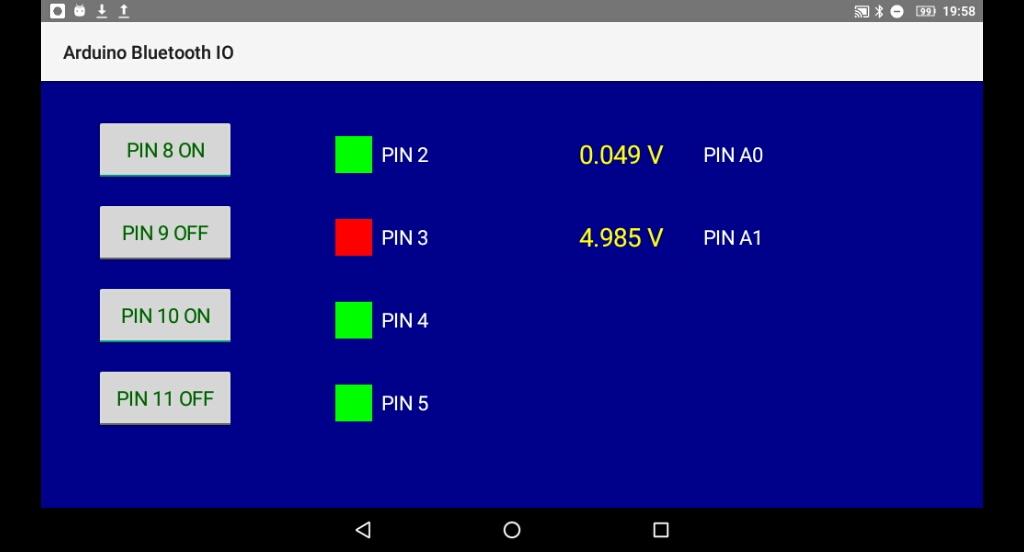 99 19:58
Arduino Bluetooth IO
PIN 8 ON PIN 2 0.049 V PIN A0
PIN 9 OFF PIN 3 4.985 V PIN A1
PIN 10 ON PIN 4
PIN 11 OFF PIN 5